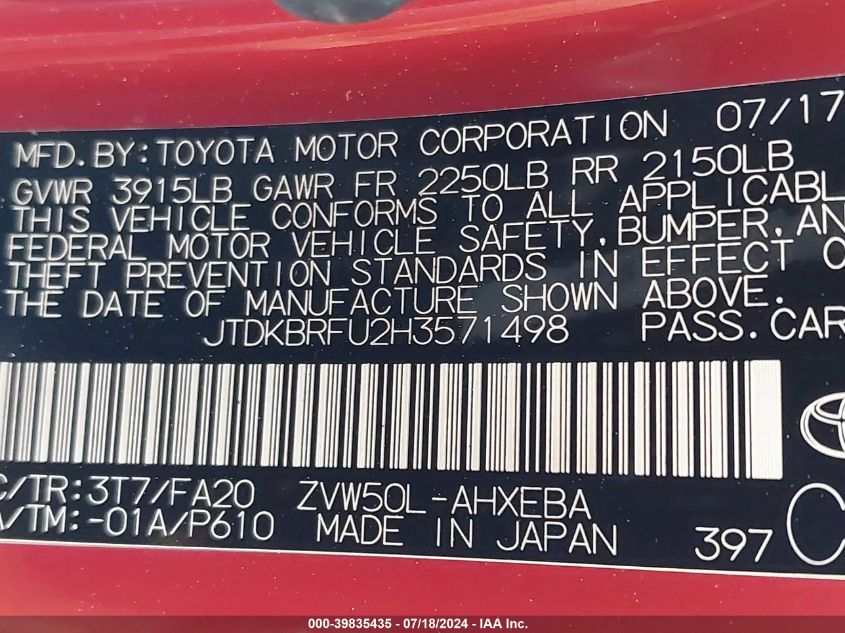 MFD.BY:TOYOTA MOTOR CORPORATION 07/17
GVWR 3915LB GAWR FR 2250LB RR 2150LB
THIS VEHICLE CONFORMS TO ALL APPLICABL
FEDERAL MOTOR VEHICLE SAFETY,BUMPER,AN
THEFT PREVENTION STANDARDS IN EFFECT O
THE DATE OF MANUFACTURE SHOWN ABOVE.
JTDKBRFU2H3571498 PASS.CAR
C/TR:3T7/FA20 ZVW50L-AHXEBA
A/TM:-01A/P610 MADE IN JAPAN 397 C
000-39835435 - 07/18/2024 - IAA Inc.